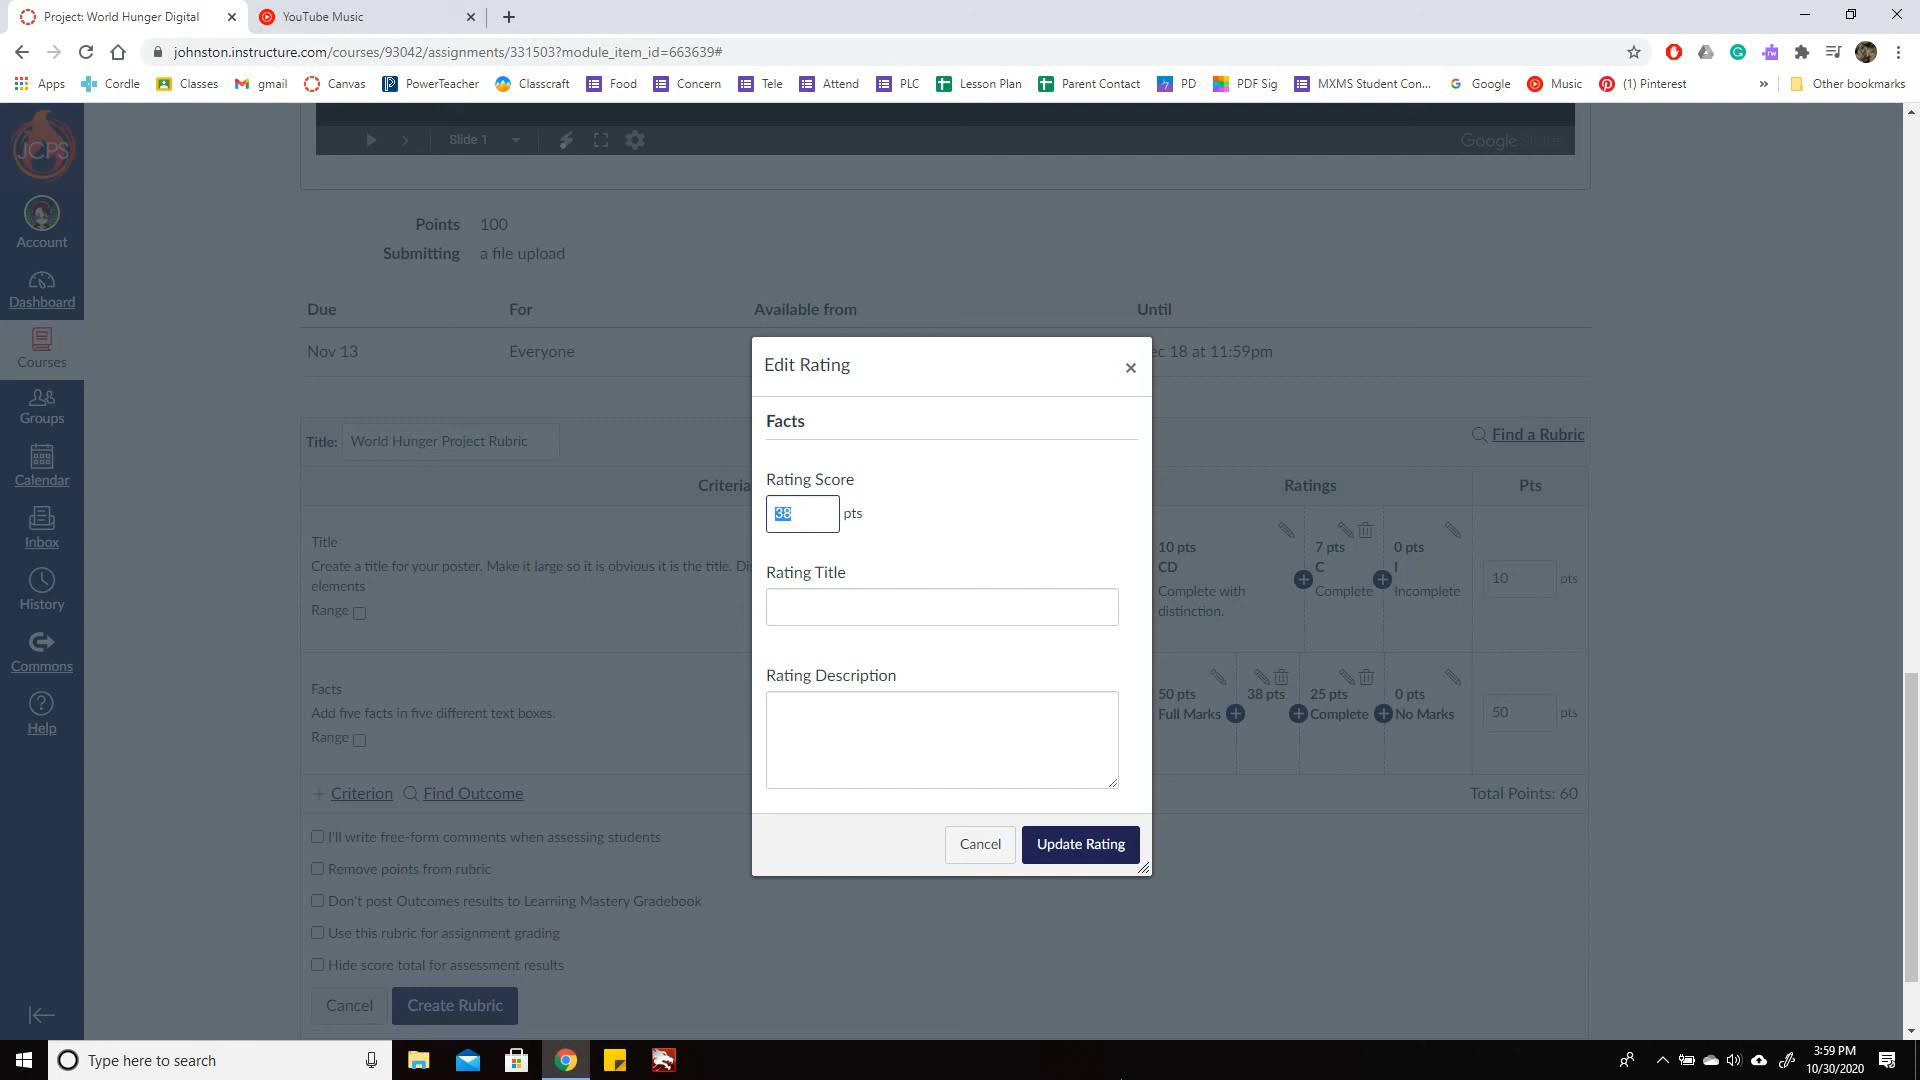 Project: World Hunger Digital
YouTube Music
johnston.instructure.com/courses/93042/assignments/331503?module_item_id=663639#
Apps
Cordle
Classes
gmail
Canvas
PowerTeacher
Classcraft
Food
Concern
Tele
Attend
PLC
Lesson Plan
Parent Contact
PD
PDF Sig
MXMS Student Con...
Google
Music
(1) Pinterest
»
Other bookmarks
JCPS
Account
Dashboard
Courses
Groups
Calendar
Inbox
History
Commons
Help
Slide 1
Google Slides
Points 100
Submitting a file upload
Due For Available from Until
Nov 13 Everyone ec 18 at 11:59pm
Title: World Hunger Project Rubric
Find a Rubric
Criteria Ratings Pts
Title
Create a title for your poster. Make it large so it is obvious it is the title. Di
elements
Range
10 pts
CD
Complete with
distinction.
7 pts
C
Complete
0 pts
I
Incomplete
10 pts
Facts
Add five facts in five different text boxes.
Range
50 pts
Full Marks
38 pts
25 pts
Complete
0 pts
No Marks
50 pts
Criterion
Find Outcome
Total Points: 60
I'll write free-form comments when assessing students
Remove points from rubric
Don't post Outcomes results to Learning Mastery Gradebook
Use this rubric for assignment grading
Hide score total for assessment results
Cancel
Create Rubric
Edit Rating
Facts
Rating Score
38 pts
Rating Title
Rating Description
Cancel
Update Rating
Type here to search
3:59 PM
10/30/2020